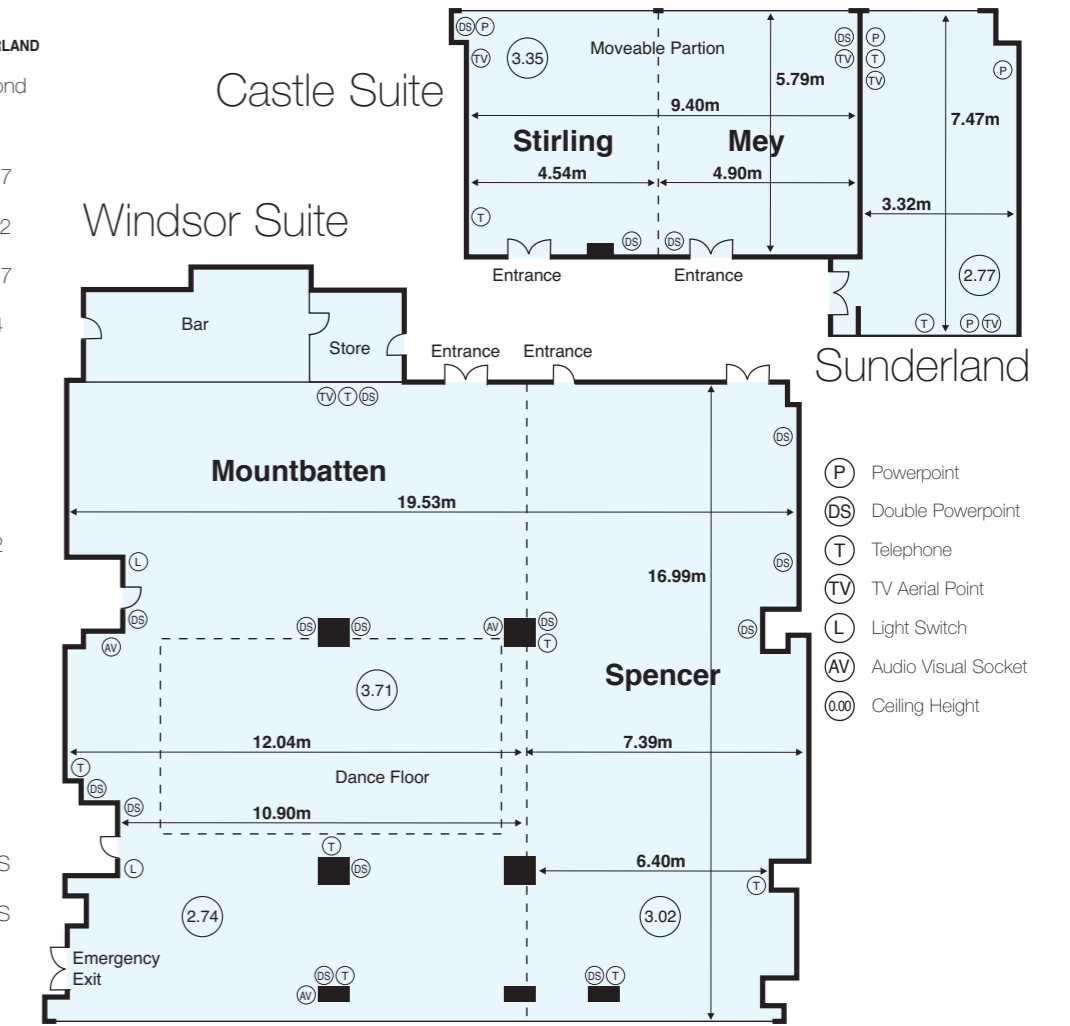 RLAND
ond
7
2
7
4
2
S
S
Castle Suite
DS P
TV
3.35
Moveable Partion
DS
TV
5.79m
9.40m
Stirling
Mey
4.54m
4.90m
T
DS
DS
Entrance
Entrance
P
T
TV
P
7.47m
3.32m
2.77
T
P TV
Sunderland
Windsor Suite
Bar
Store
Entrance
Entrance
TV T DS
DS
Mountbatten
19.53m
L
DS
16.99m
DS
AV
DS DS
AV
DS
T
DS
3.71
Spencer
12.04m
7.39m
T
DS
Dance Floor
DS
10.90m
T
L
DS
6.40m
T
2.74
3.02
Emergency
Exit
DS T
AV
DS T
P Powerpoint
DS Double Powerpoint
T Telephone
TV TV Aerial Point
L Light Switch
AV Audio Visual Socket
0.00 Ceiling Height